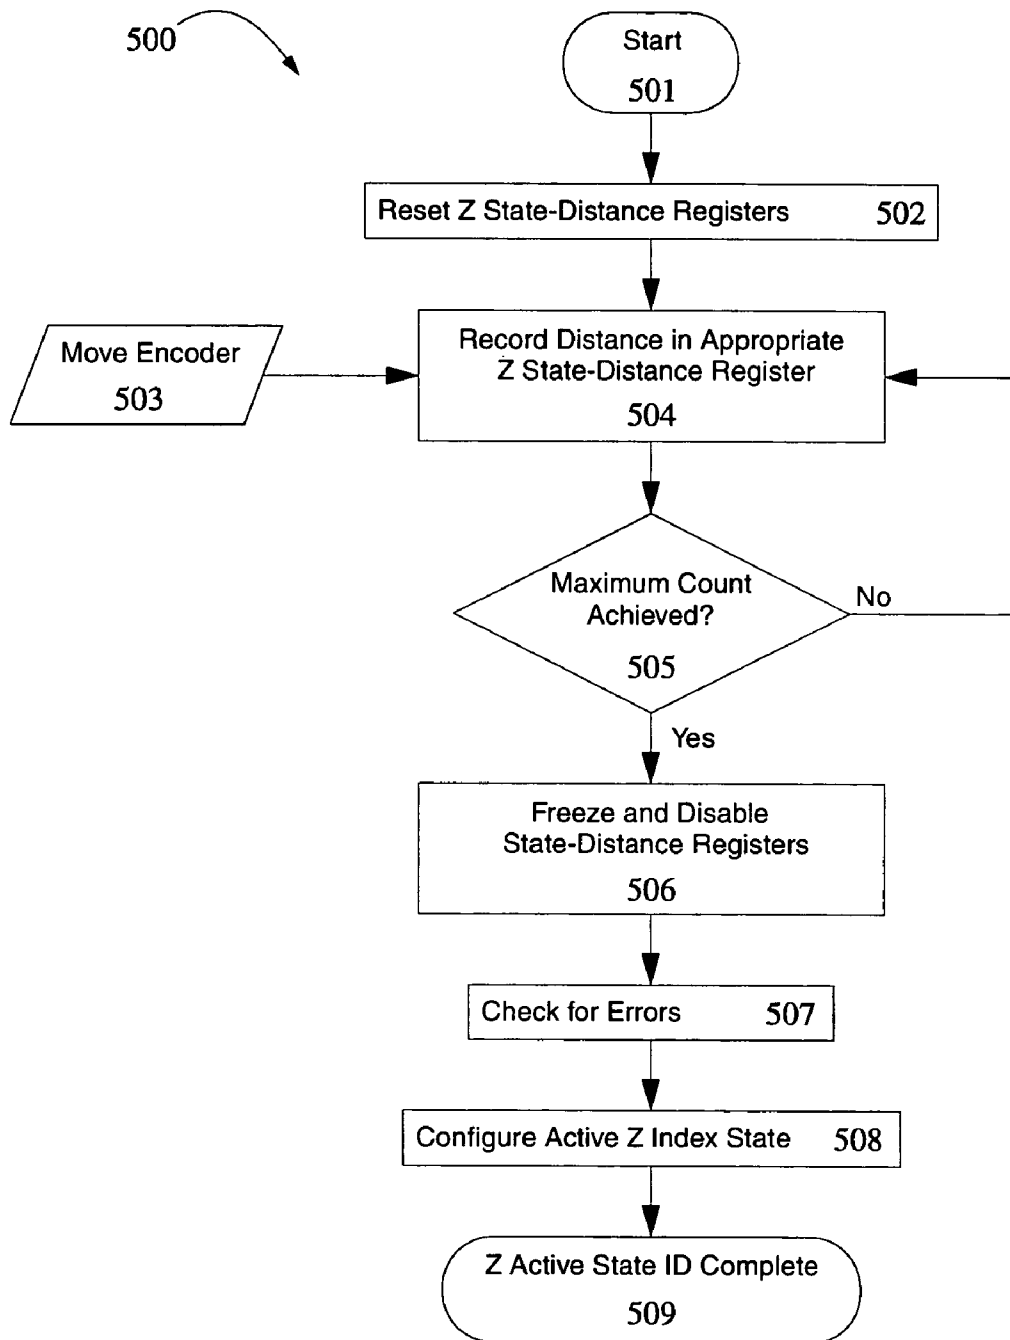 500
Start
501
Reset Z State-Distance Registers 502
Move Encoder
503
Record Distance in Appropriate
Z State-Distance Register
504
Maximum Count
Achieved?
505
No
Yes
Freeze and Disable
State-Distance Registers
506
Check for Errors 507
Configure Active Z Index State 508
Z Active State ID Complete
509